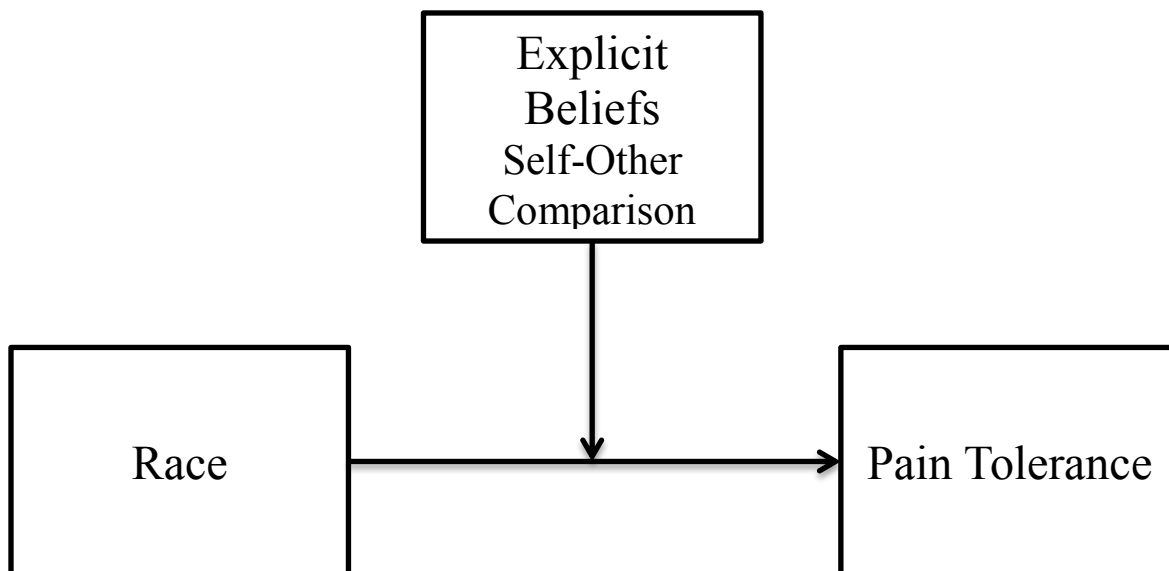 Explicit
Beliefs
Self-Other
Comparison
Race
Pain Tolerance